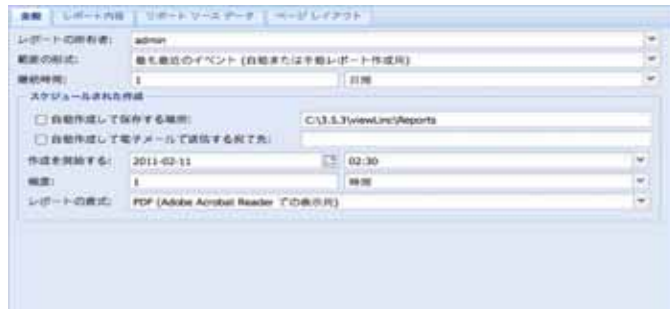 全般 レポート内容 リポート ソース データ ページ レイアウト
レポートの所有者: admin
範囲の形式: 最も最近のイベント (自動または手動レポート作成用)
継続時間: 1 日間
スケジュールされた作成
自動作成して保存する場所: C:\3.5.3\viewLinc\Reports
自動作成して電子メールで送信する宛て先:
作成を開始する: 2011-02-11 02:30
頻度: 1 時間
レポートの書式: PDF (Adobe Acrobat Reader での表示用)